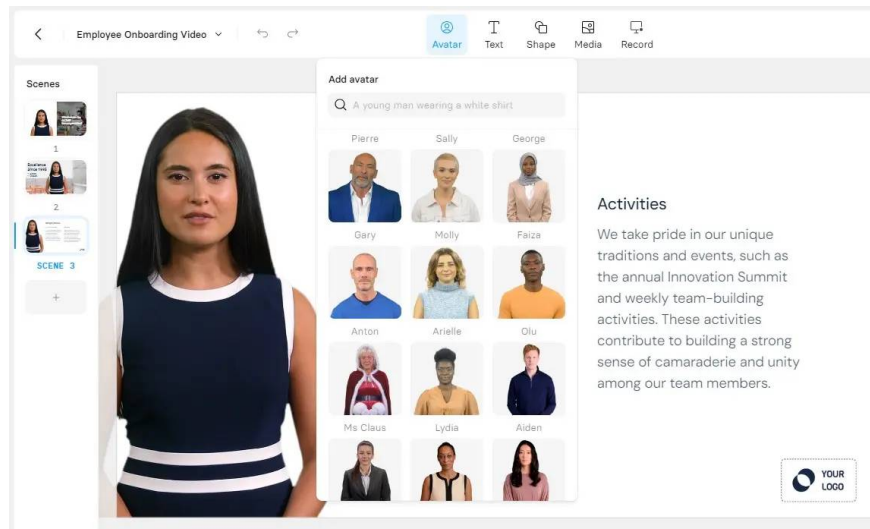 Employee Onboarding Video
Avatar
Text
Shape
Media
Record
Scenes
1
2
SCENE 3
+
Add avatar
A young man wearing a white shirt
Pierre
Sally
George
Gary
Molly
Faiza
Anton
Arielle
Olu
Ms Claus
Lydia
Aiden
Activities
We take pride in our unique
traditions and events, such as
the annual Innovation Summit
and weekly team-building
activities. These activities
contribute to building a strong
sense of camaraderie and unity
among our team members.
YOUR
LOGO